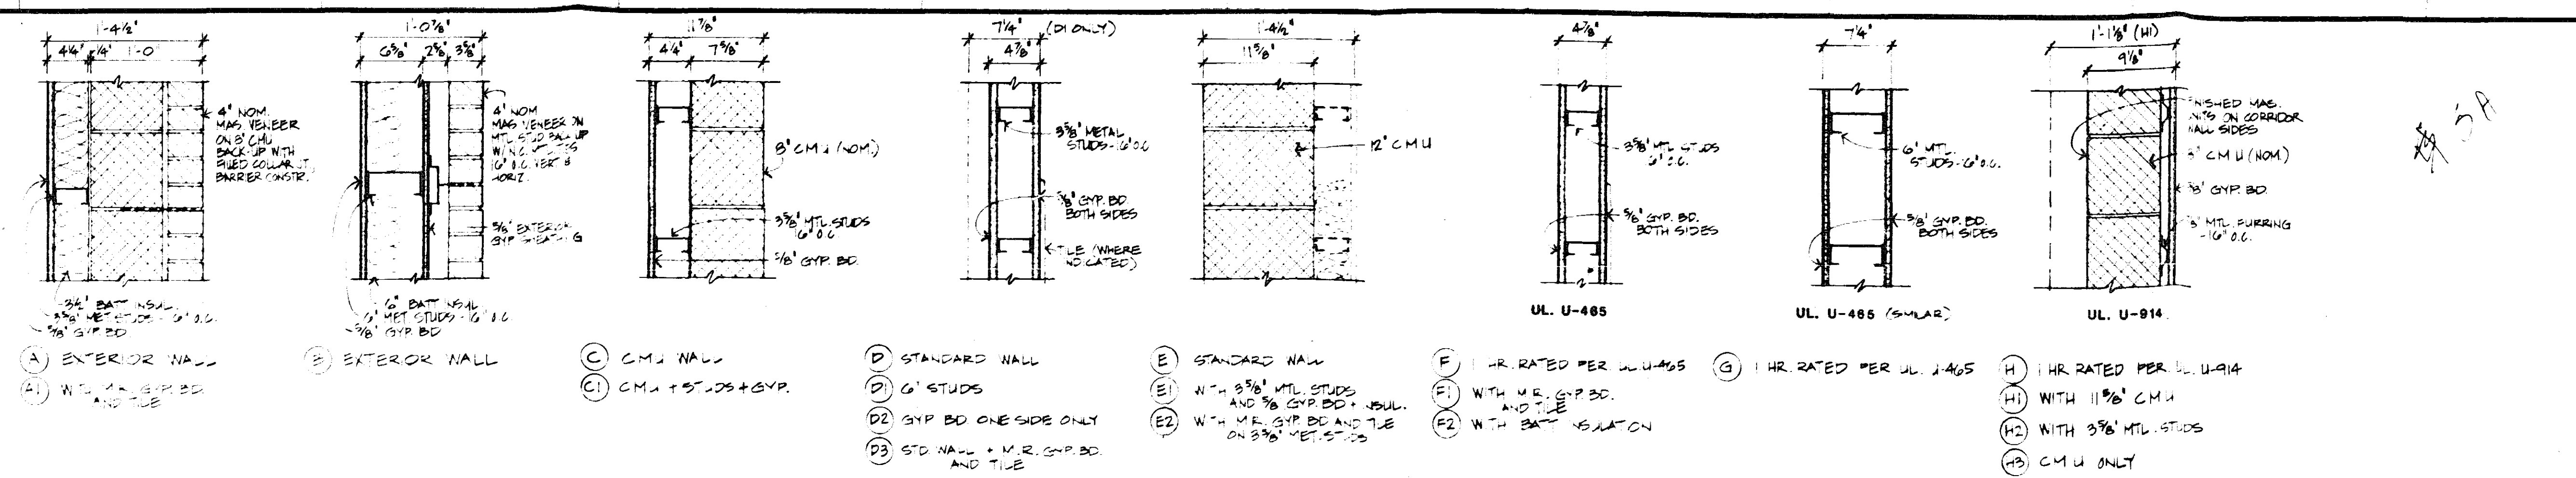 1'-4½"
4¼" ¼" 1'-0
4" NOM.
MAS. VENEER
ON 8" CMU
BACK-UP WITH
FILLED COLLAR JT.
BARRIER CONSTR.
3½" BATT INSUL.
3⅝" MET STUDS - 16" O.C.
⅝" GYP. BD.
A EXTERIOR WALL
A1 WITH M.R. GYP. BD.
AND TILE
1'-0⅞"
6⅝" 2⅝" 3⅝"
4" NOM.
MAS VENEER ON
MTL STUD BACK UP
16" O.C. VERT &
HORIZ.
⅝" EXTERIOR
GYP SHEATHING
6" BATT INSUL
6" MET STUDS - 16" O.C
⅝" GYP. BD
B EXTERIOR WALL
11⅞"
4¼" 7⅝"
8" CMU (NOM.)
3⅝" MTL. STUDS
16" O.C
⅝" GYP. BD.
C CMU WALL
C1 CMU + STUDS + GYP.
7¼" (D1 ONLY)
4⅞"
3⅝" METAL
STUDS - 16" O.C
⅝" GYP. BD.
BOTH SIDES
TILE (WHERE
INDICATED)
D STANDARD WALL
D1 6" STUDS
D2 GYP BD. ONE SIDE ONLY
D3 STD. WALL + M.R. GYP. BD.
AND TILE
1'-4½"
11⅝"
12" CMU
E STANDARD WALL
E1 WITH 3⅝" MTL. STUDS
AND ⅝ GYP. BD + INSUL.
E2 WITH M.R. GYP. BD AND TILE
ON 3⅝" MET. STUDS
4⅞"
3⅝" MTL STUDS
16" O.C.
⅝" GYP. BD.
BOTH SIDES
UL. U-465
F 1 HR. RATED PER UL. U-465
F1 WITH M.R. GYP. BD.
AND TILE
F2 WITH BATT INSULATION
7¼"
6" MTL.
STUDS - 16" O.C.
⅝" GYP. BD.
BOTH SIDES
UL. U-465 (SIMILAR)
G 1 HR. RATED PER UL. U-465
1'-1⅛" (H1)
9⅛"
FINISHED MAS.
UNITS ON CORRIDOR
WALL SIDES
8" CMU (NOM.)
⅝" GYP. BD.
MTL. FURRING
- 16" O.C.
UL. U-914.
H 1 HR RATED PER UL. U-914
H1 WITH 11⅝" CMU
H2 WITH 3⅝" MTL. STUDS
H3 CMU ONLY